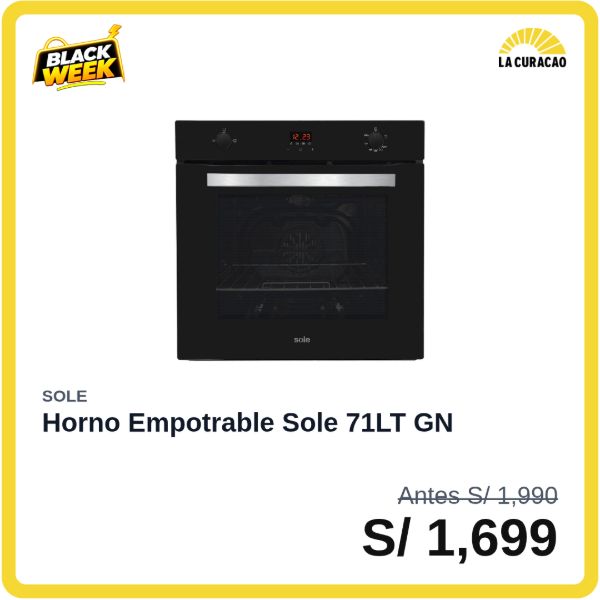 BLACK
WEEK
LA CURACAO
12:23
sole
SOLE
Horno Empotrable Sole 71LT GN
Antes S/ 1,990
S/ 1,699